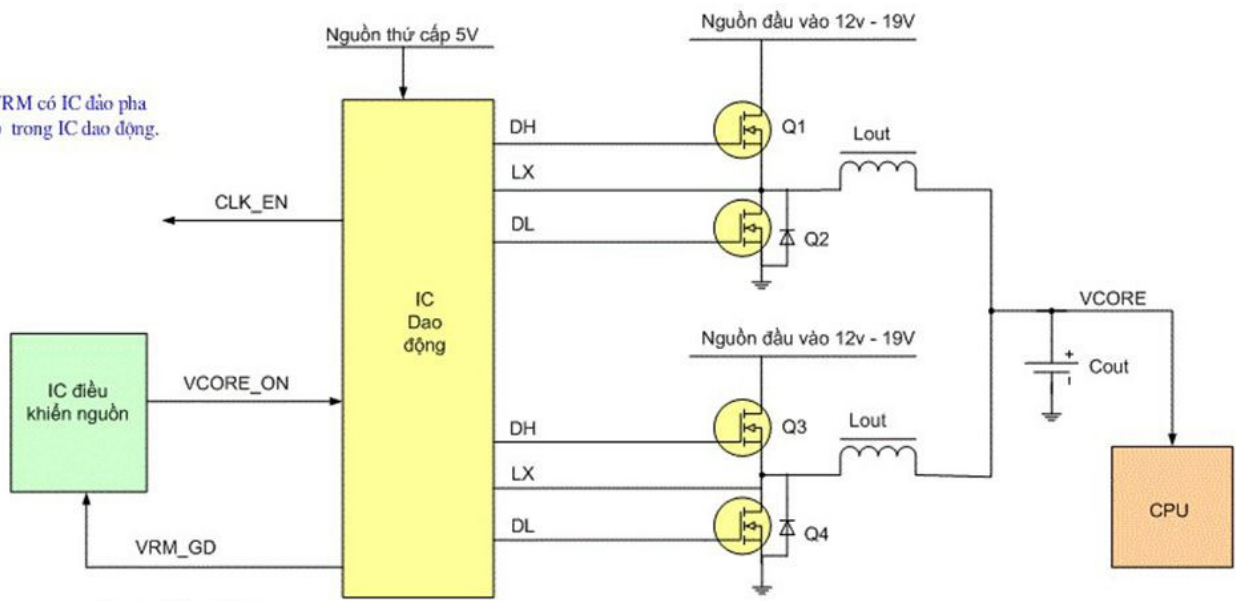 Nguồn thứ cấp 5V
Nguồn đầu vào 12v - 19V
VRM có IC đảo pha
trong IC dao động.
DH
Q1
Lout
LX
CLK_EN
DL
Q2
IC
Dao
động
VCORE
Nguồn đầu vào 12v - 19V
+
Cout
IC điều
khiển nguồn
VCORE_ON
DH
Q3
Lout
LX
CPU
DL
Q4
VRM_GD